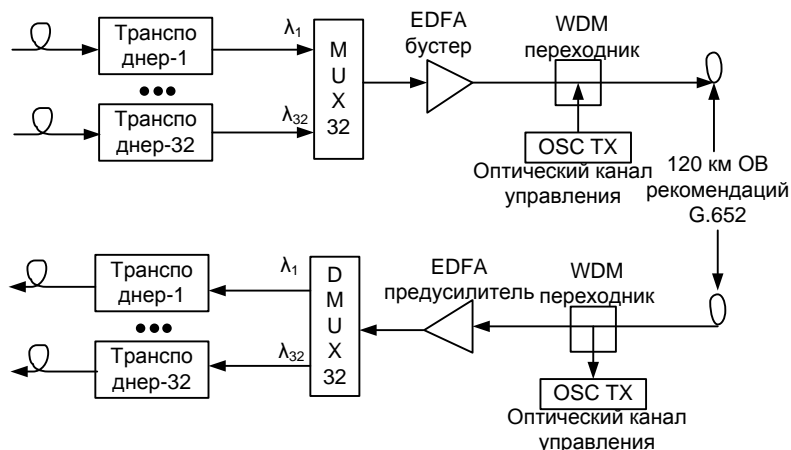 Транспо
днер-1
λ1
●●●
Транспо
днер-32
λ32
M
U
X
32
EDFA
бустер
WDM
переходник
OSC TX
Оптический канал
управления
120 км ОВ
рекомендаций
G.652
Транспо
днер-1
λ1
●●●
Транспо
днер-32
λ32
D
M
U
X
32
EDFA
предусилитель
WDM
переходник
OSC TX
Оптический канал
управления